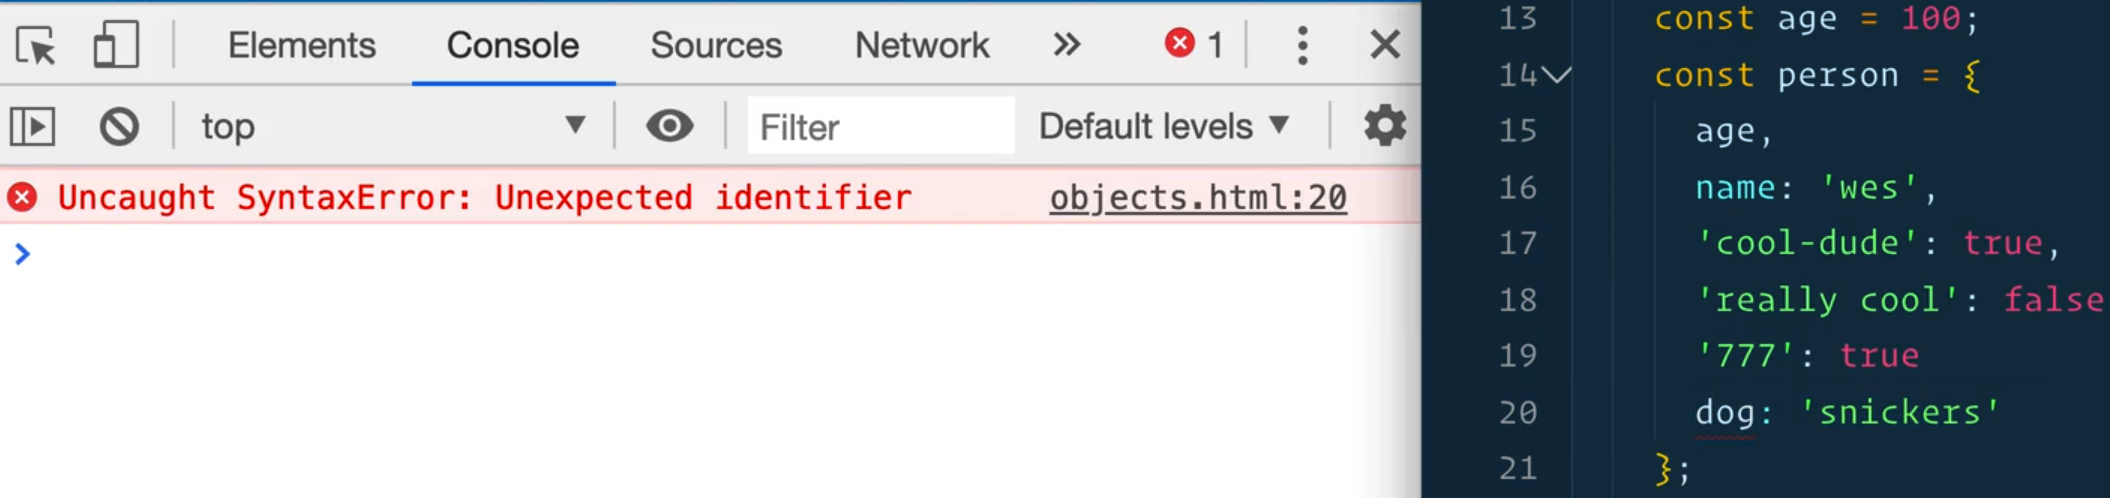 Elements Console Sources Network » 1
top Filter Default levels
Uncaught SyntaxError: Unexpected identifier objects.html:20
13 const age = 100;
14 const person = {
15 age,
16 name: 'wes',
17 'cool-dude': true,
18 'really cool': false
19 '777': true
20 dog: 'snickers'
21 };